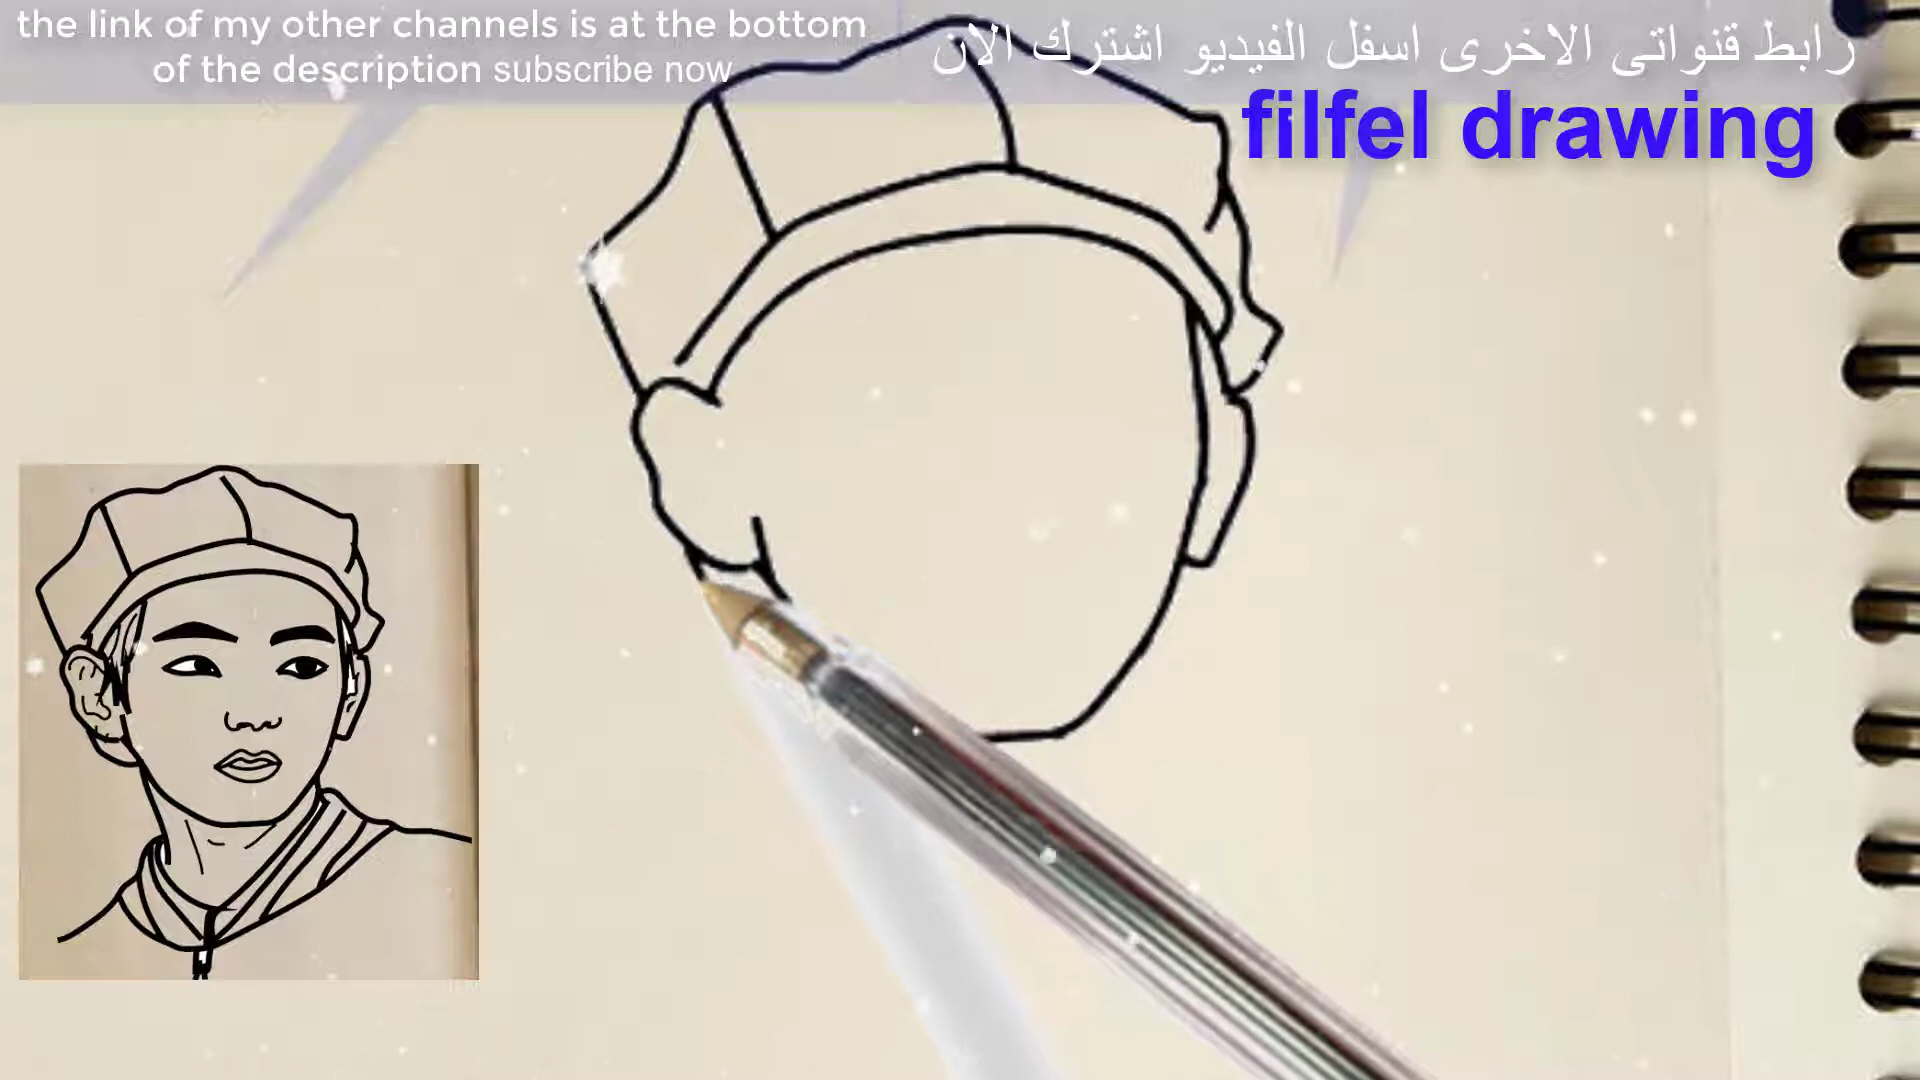 the link of my other channels is at the bottom
of the description subscribe now
رابط قنواتى الاخرى اسفل الفيديو اشترك الان
filfel drawing